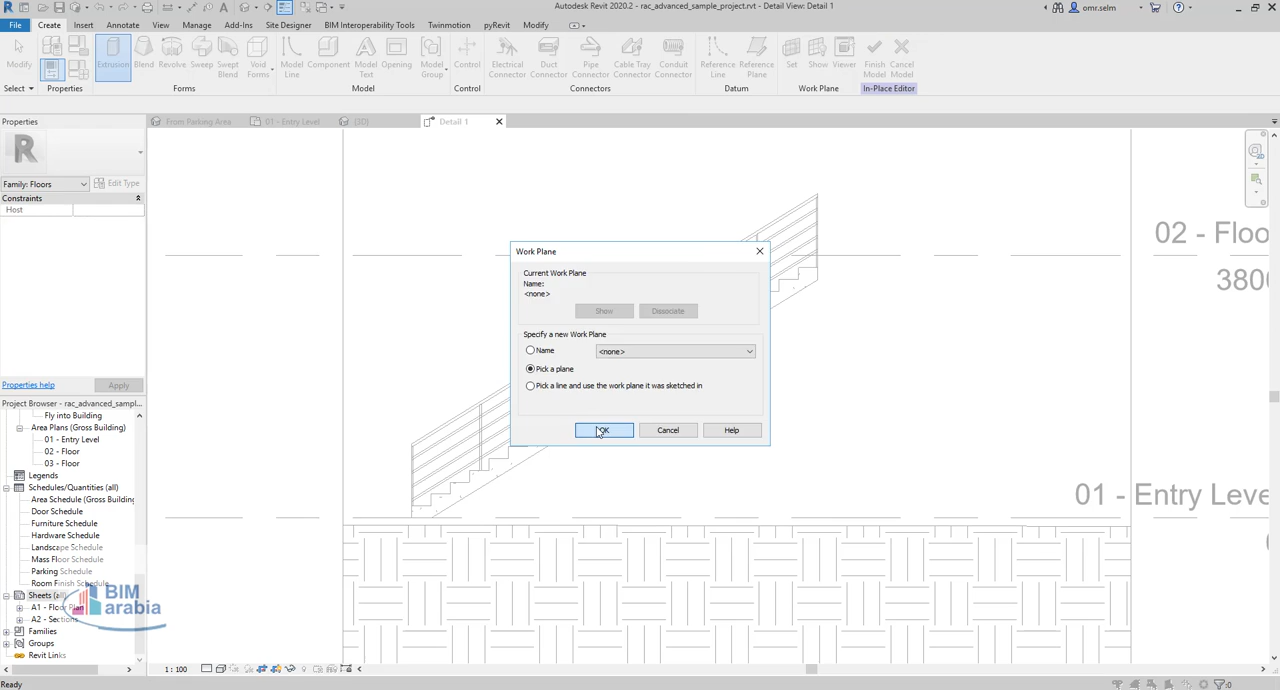 Autodesk Revit 2020.2 - rac_advanced_sample_project.rvt - Detail View: Detail 1
omr.selm
File Create Insert Annotate View Manage Add-Ins Site Designer BIM Interoperability Tools Twinmotion pyRevit Modify
Modify Extrusion Blend Revolve Sweep Swept Blend Void Forms Model Line Component Model Text Opening Model Group Control Electrical Connector Duct Connector Pipe Connector Cable Tray Connector Conduit Connector Reference Line Reference Plane Set Show Viewer Finish Model Cancel Model
Select Properties Forms Model Control Connectors Datum Work Plane In-Place Editor
Properties
From Parking Area 01 - Entry Level {3D} Detail 1
R
Family: Floors Edit Type
Constraints
Host
Properties help Apply
Project Browser - rac_advanced_sampl...
Fly into Building
Area Plans (Gross Building)
01 - Entry Level
02 - Floor
03 - Floor
Legends
Schedules/Quantities (all)
Area Schedule (Gross Building
Door Schedule
Furniture Schedule
Hardware Schedule
Landscape Schedule
Mass Floor Schedule
Parking Schedule
Room Finish Schedule
Sheets (all)
A1 - Floor Plan
A2 - Sections
Families
Groups
Revit Links
BIM
arabia
Work Plane
Current Work Plane
Name:
<none>
Show Dissociate
Specify a new Work Plane
Name <none>
Pick a plane
Pick a line and use the work plane it was sketched in
OK Cancel Help
02 - Floo
380
01 - Entry Leve
1 : 100
Ready
:0